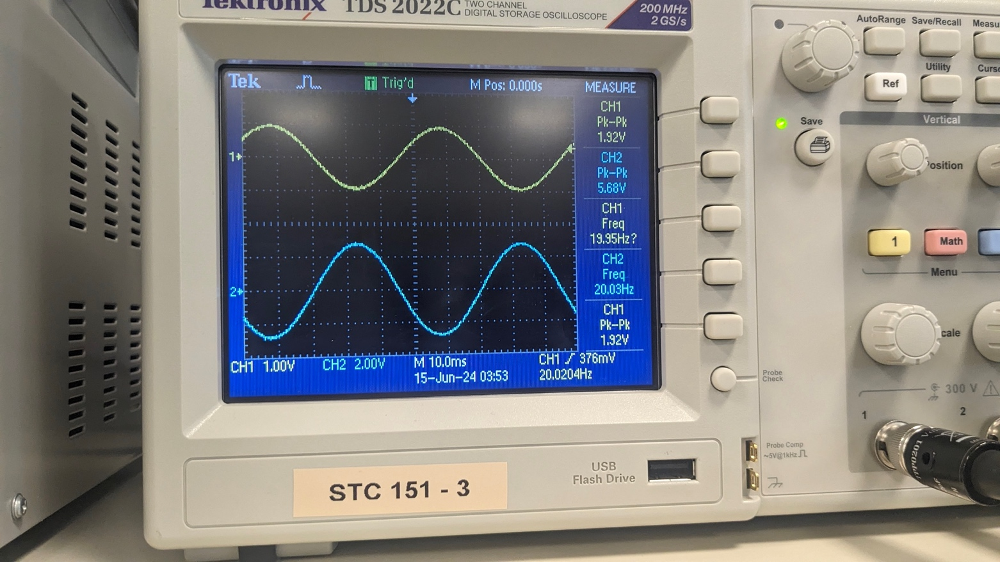 Tektronix TDS 2022C TWO CHANNEL
DIGITAL STORAGE OSCILLOSCOPE
200 MHz
2 GS/s
Tek
T Trig'd
M Pos: 0.000s
MEASURE
CH1
Pk-Pk
1.92V
CH2
Pk-Pk
5.68V
CH1
Freq
19.95Hz?
CH2
Freq
20.03Hz
CH1
Pk-Pk
1.92V
1
2
CH1 1.00V
CH2 2.00V
M 10.0ms
CH1 376mV
15-Jun-24 03:53
20.0204Hz
AutoRange
Save/Recall
Measu
Utility
Curso
Ref
Save
Vertical
Position
1
Math
Menu
cale
Probe
Check
300 V
1
2
Probe Comp
~5V@1kHz
TPP0201
USB
Flash Drive
STC 151 - 3